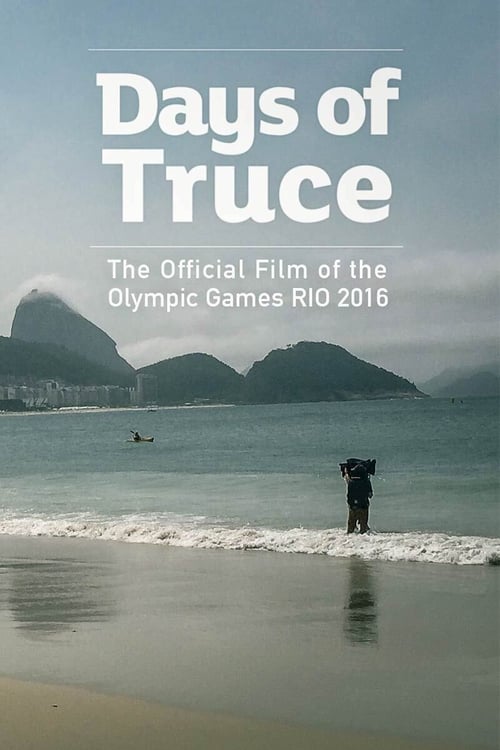 Days of
Truce
The Official Film of the
Olympic Games RIO 2016